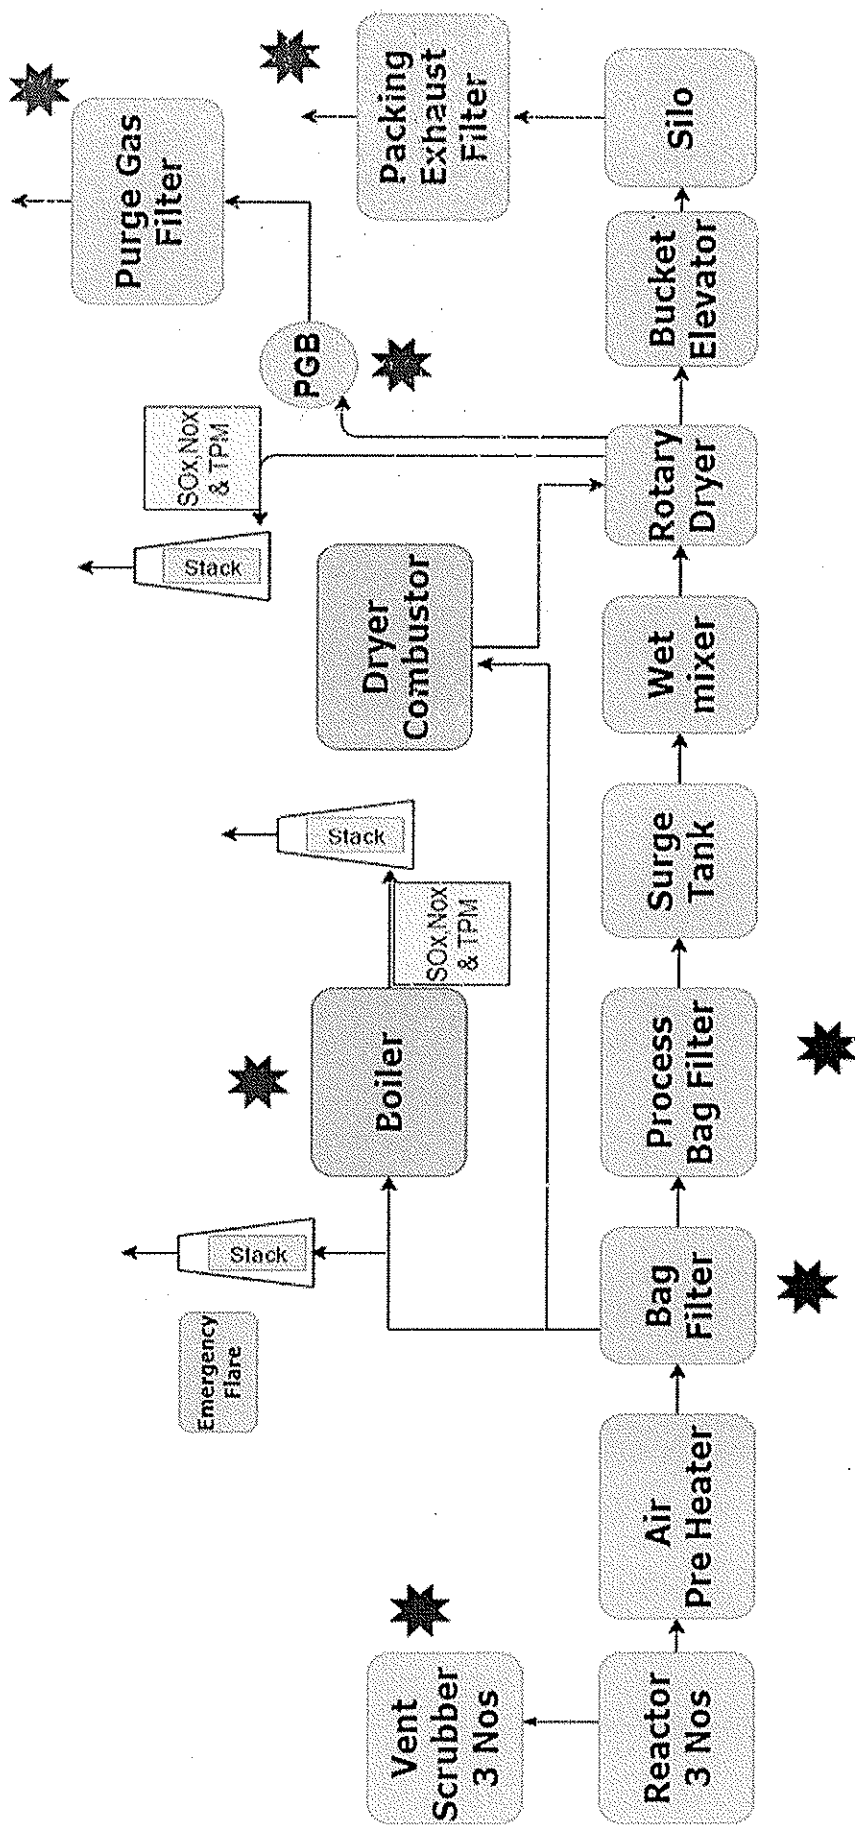 Purge Gas
Filter
Packing
Exhaust
Filter
PGB
SOx,Nox
& TPM
Stack
Dryer
Combustor
Stack
SOx,Nox
& TPM
Boiler
Stack
Emergency
Flare
Vent
Scrubber
3 Nos
Reactor
3 Nos
Air
Pre Heater
Bag
Filter
Process
Bag Filter
Surge
Tank
Wet
mixer
Rotary
Dryer
Bucket
Elevator
Silo